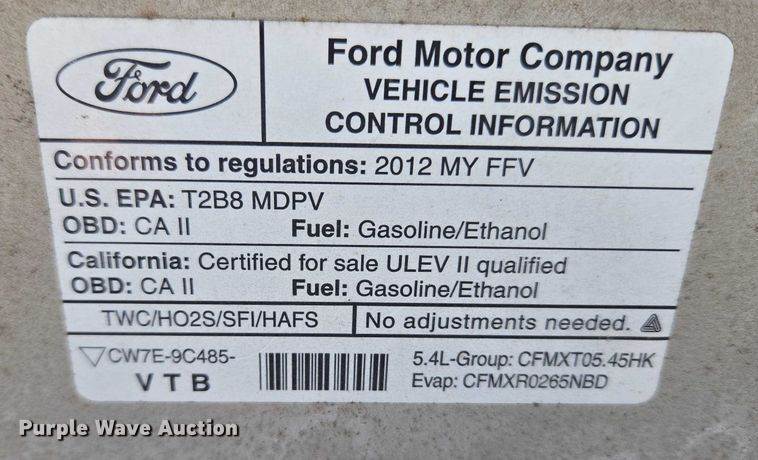 Ford
Ford Motor Company
VEHICLE EMISSION
CONTROL INFORMATION
Conforms to regulations: 2012 MY FFV
U.S. EPA: T2B8 MDPV
OBD: CA II Fuel: Gasoline/Ethanol
California: Certified for sale ULEV II qualified
OBD: CA II Fuel: Gasoline/Ethanol
TWC/HO2S/SFI/HAFS No adjustments needed.
CW7E-9C485- 5.4L-Group: CFMXT05.45HK
VTB Evap: CFMXR0265NBD
Purple Wave Auction